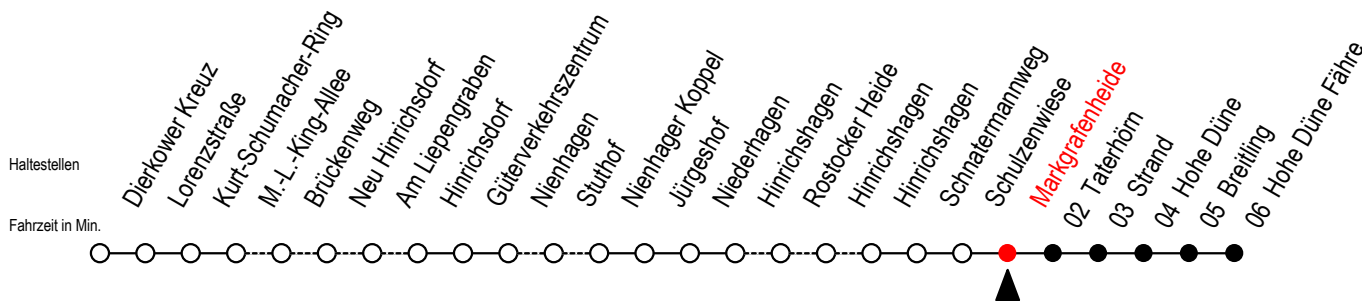 Haltestellen
Fahrzeit in Min.
Dierkower Kreuz
Lorenzstraße
Kurt-Schumacher-Ring
M.-L.-King-Allee
Brückenweg
Neu Hinrichsdorf
Am Liepengraben
Hinrichsdorf
Güterverkehrszentrum
Nienhagen
Stuthof
Nienhager Koppel
Jürgeshof
Niederhagen
Hinrichshagen
Rostocker Heide
Hinrichshagen
Hinrichshagen
Schnatermannweg
Schulzenwiese
Markgrafenheide
02 Taterhörn
03 Strand
04 Hohe Düne
05 Breitling
06 Hohe Düne Fähre